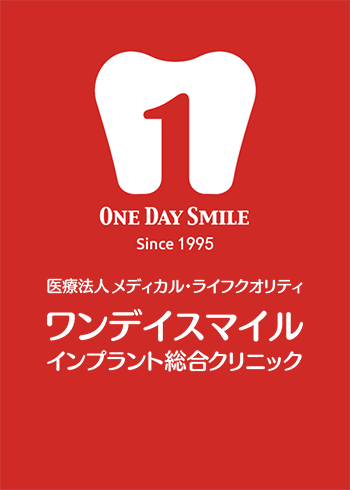 1
ONE DAY SMILE
Since 1995
医療法人 メディカル・ライフクオリティ
ワンデイスマイル
インプラント総合クリニック